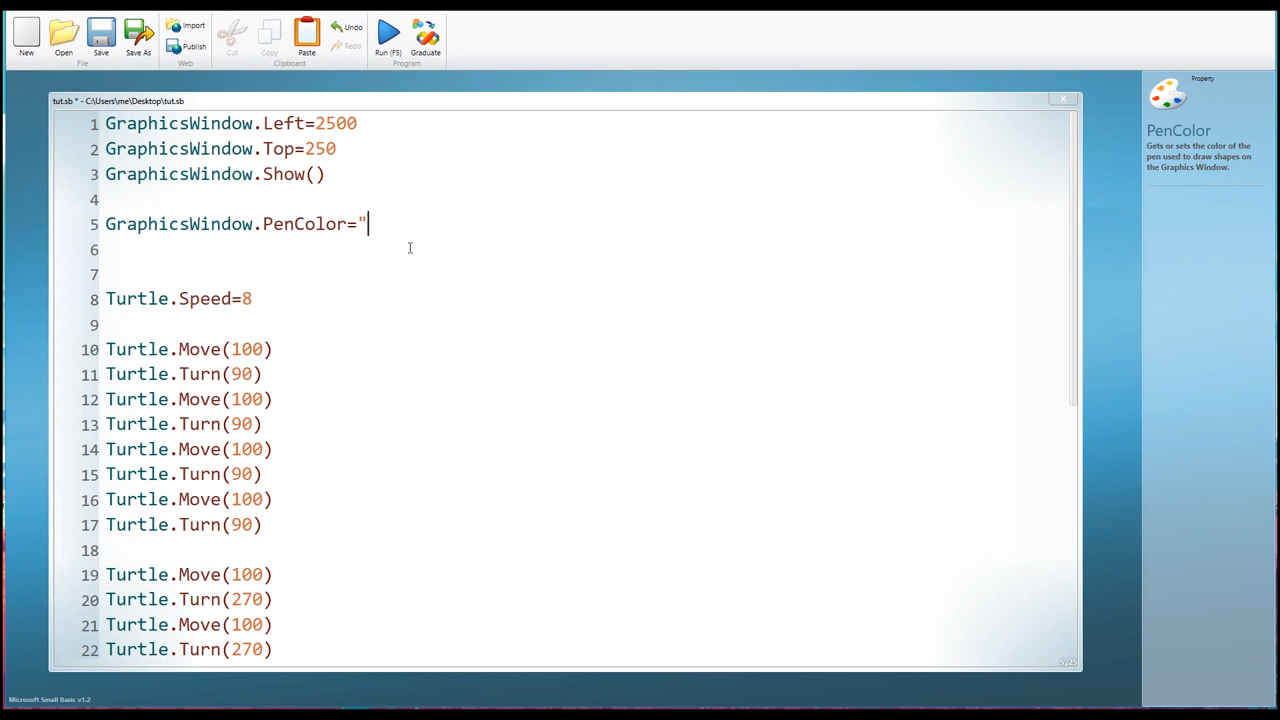 New
Open
Save
Save As
Import
Publish
Cut
Copy
Paste
Undo
Redo
Run (F5)
Graduate
File
Web
Clipboard
Program
tut.sb * - C:\Users\me\Desktop\tut.sb
x
1 GraphicsWindow.Left=2500
2 GraphicsWindow.Top=250
3 GraphicsWindow.Show()
4
5 GraphicsWindow.PenColor="
6
7
8 Turtle.Speed=8
9
10 Turtle.Move(100)
11 Turtle.Turn(90)
12 Turtle.Move(100)
13 Turtle.Turn(90)
14 Turtle.Move(100)
15 Turtle.Turn(90)
16 Turtle.Move(100)
17 Turtle.Turn(90)
18
19 Turtle.Move(100)
20 Turtle.Turn(270)
21 Turtle.Move(100)
22 Turtle.Turn(270)
5,25
Property
PenColor
Gets or sets the color of the
pen used to draw shapes on
the Graphics Window.
Microsoft Small Basic v1.2